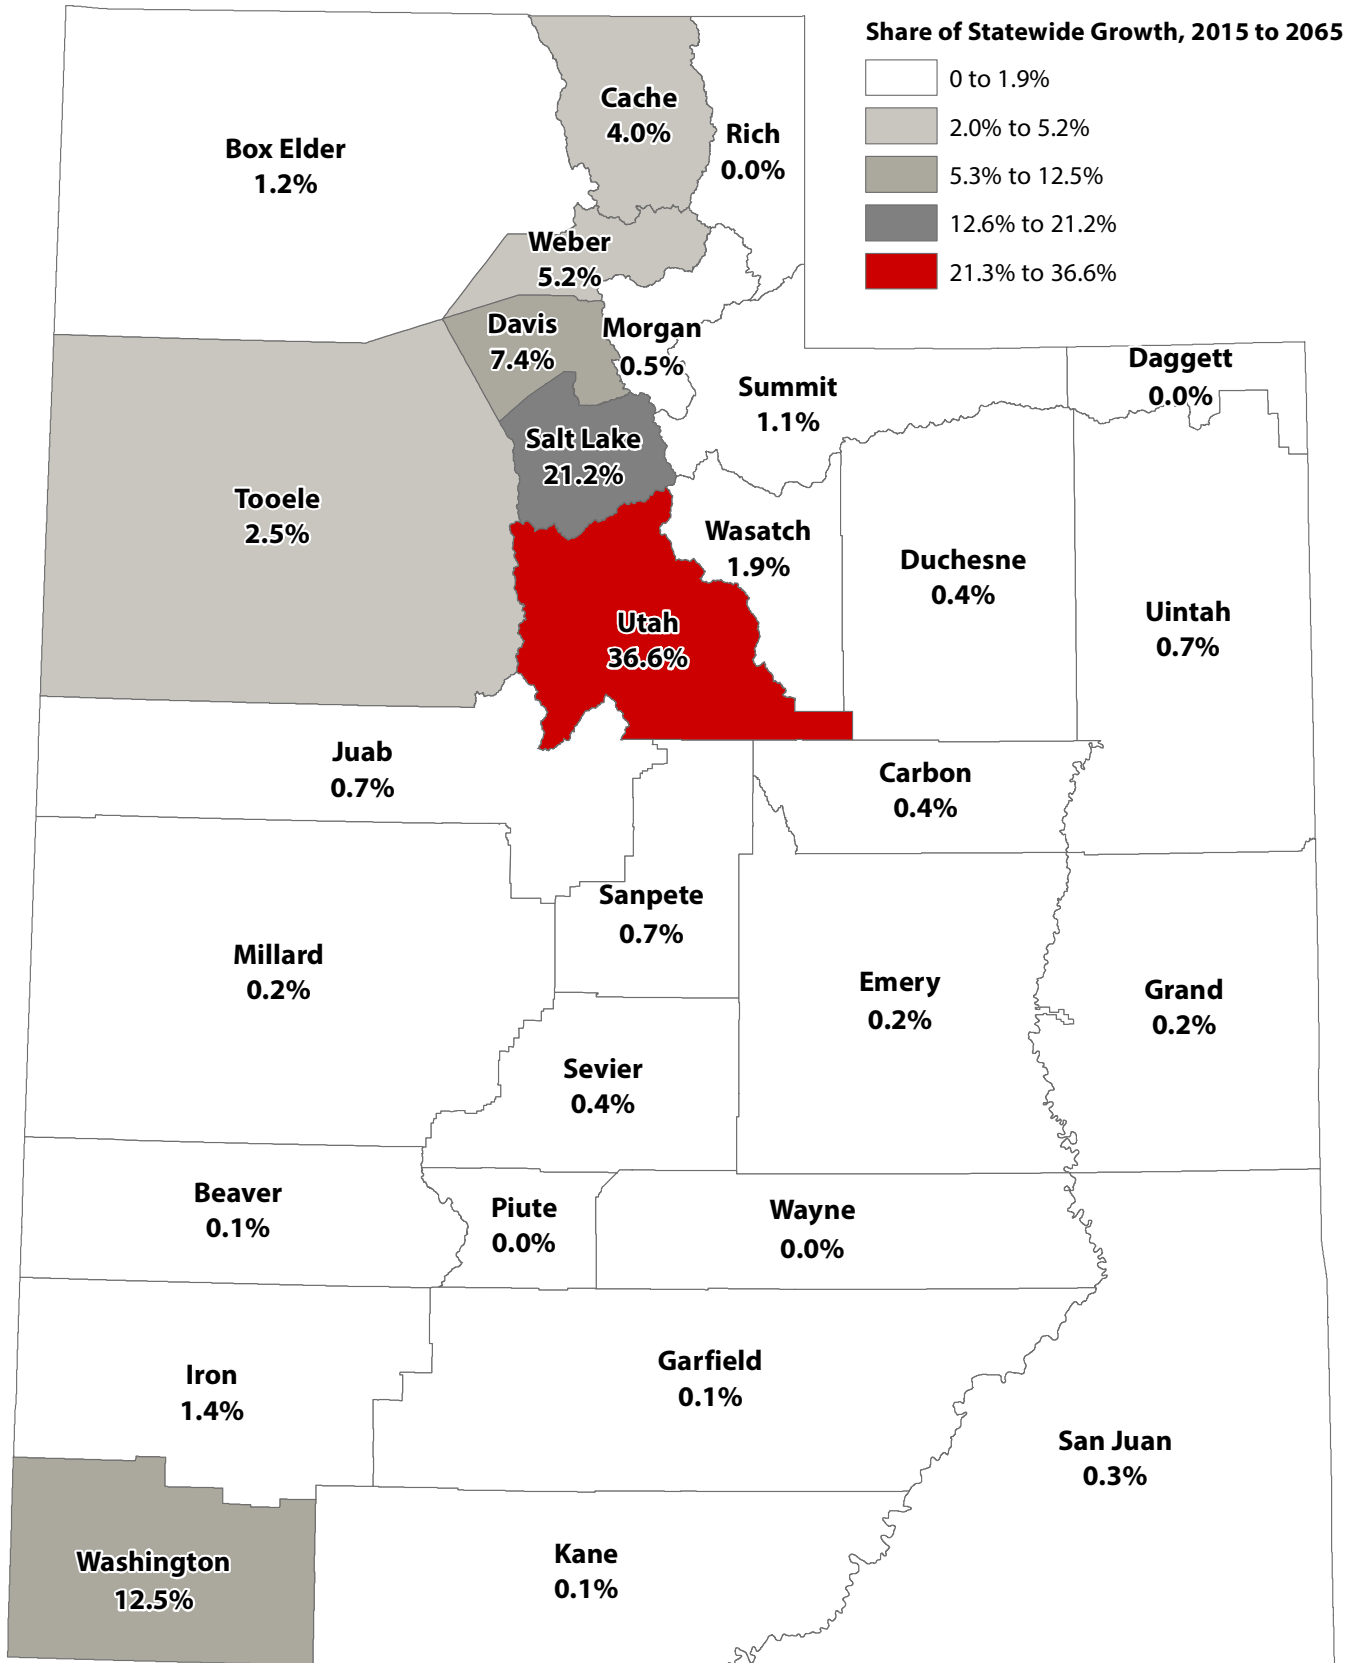 Share of Statewide Growth, 2015 to 2065
0 to 1.9%
2.0% to 5.2%
5.3% to 12.5%
12.6% to 21.2%
21.3% to 36.6%
Cache
4.0%
Rich
0.0%
Box Elder
1.2%
Weber
5.2%
Davis
7.4%
Morgan
0.5%
Summit
1.1%
Daggett
0.0%
Salt Lake
21.2%
Tooele
2.5%
Wasatch
1.9%
Duchesne
0.4%
Uintah
0.7%
Utah
36.6%
Juab
0.7%
Carbon
0.4%
Sanpete
0.7%
Millard
0.2%
Emery
0.2%
Grand
0.2%
Sevier
0.4%
Beaver
0.1%
Piute
0.0%
Wayne
0.0%
Iron
1.4%
Garfield
0.1%
San Juan
0.3%
Washington
12.5%
Kane
0.1%